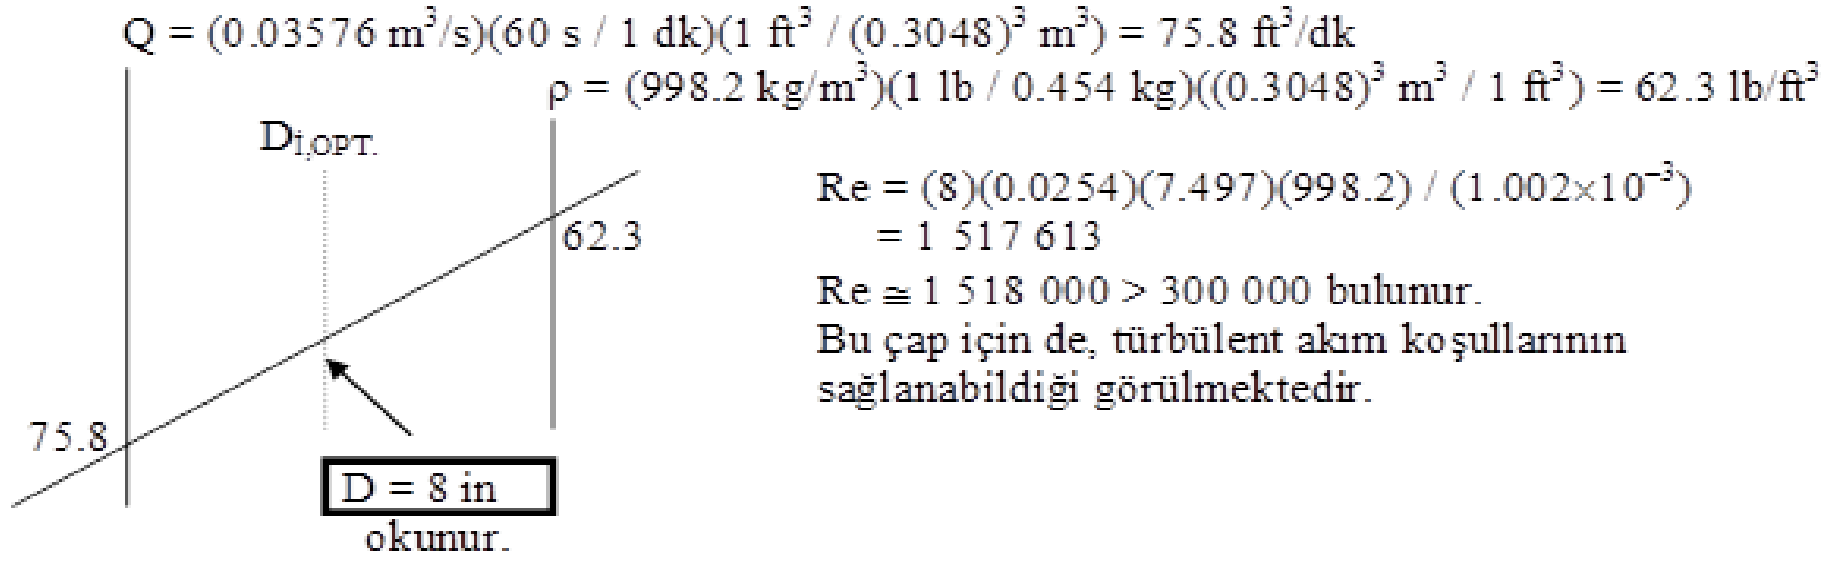 Q = (0.03576 m³/s)(60 s / 1 dk)(1 ft³ / (0.3048)³ m³) = 75.8 ft³/dk
ρ = (998.2 kg/m³)(1 lb / 0.454 kg)((0.3048)³ m³ / 1 ft³) = 62.3 lb/ft³
Dİ,OPT.
62.3
75.8
D = 8 in
okunur.
Re = (8)(0.0254)(7.497)(998.2) / (1.002×10⁻³)
= 1 517 613
Re ≅ 1 518 000 > 300 000 bulunur.
Bu çap için de, türbülent akım koşullarının
sağlanabildiği görülmektedir.